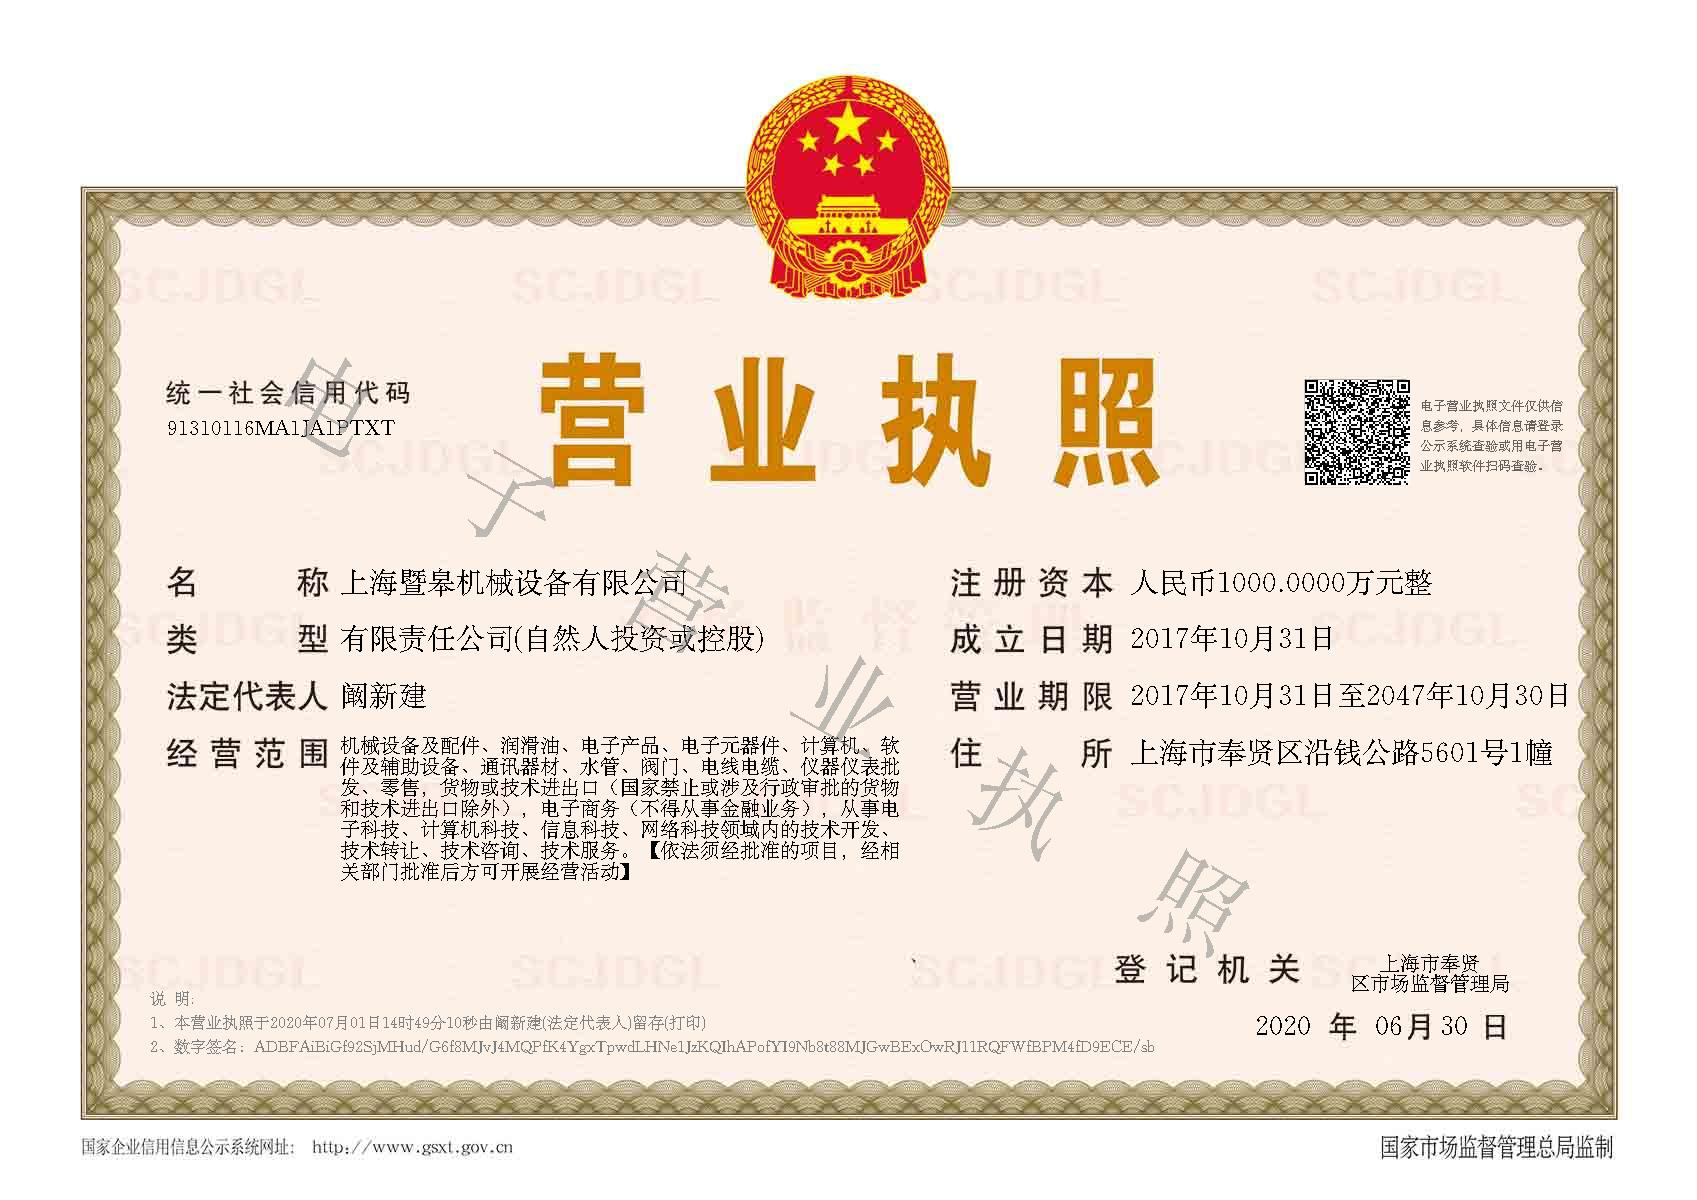 营业执照
统一社会信用代码
91310116MA1JA1PTXT
电子营业执照文件仅供信
息参考，具体信息请登录
公示系统查验或用电子营
业执照软件扫码查验。
名 称 上海暨皋机械设备有限公司
类 型 有限责任公司(自然人投资或控股)
法定代表人 阚新建
经营范围 机械设备及配件、润滑油、电子产品、电子元器件、计算机、软
件及辅助设备、通讯器材、水管、阀门、电线电缆、仪器仪表批
发、零售，货物或技术进出口（国家禁止或涉及行政审批的货物
和技术进出口除外），电子商务（不得从事金融业务），从事电
子科技、计算机科技、信息科技、网络科技领域内的技术开发、
技术转让、技术咨询、技术服务。【依法须经批准的项目，经相
关部门批准后方可开展经营活动】
注册资本 人民币1000.0000万元整
成立日期 2017年10月31日
营业期限 2017年10月31日至2047年10月30日
住 所 上海市奉贤区沿钱公路5601号1幢
电子营业执照
登记机关
上海市奉贤
区市场监督管理局
2020 年 06月30 日
说 明:
1、本营业执照于2020年07月01日14时49分10秒由阚新建(法定代表人)留存(打印)
2、数字签名: ADBFAiBiGf92SjMHud/G6f8MJvJ4MQPfK4YgxTpwdLHNe1JzKQIhAPofYI9Nb8t88MJGwBExOwRJ11RQFWfBPM4fD9ECE/sb
国家企业信用信息公示系统网址: http://www.gsxt.gov.cn
国家市场监督管理总局监制